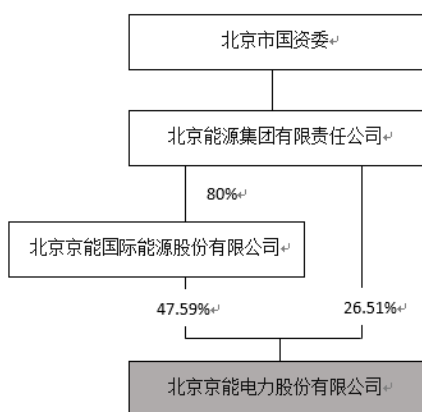 北京市国资委
北京能源集团有限责任公司
80%
北京京能国际能源股份有限公司
47.59%
26.51%
北京京能电力股份有限公司